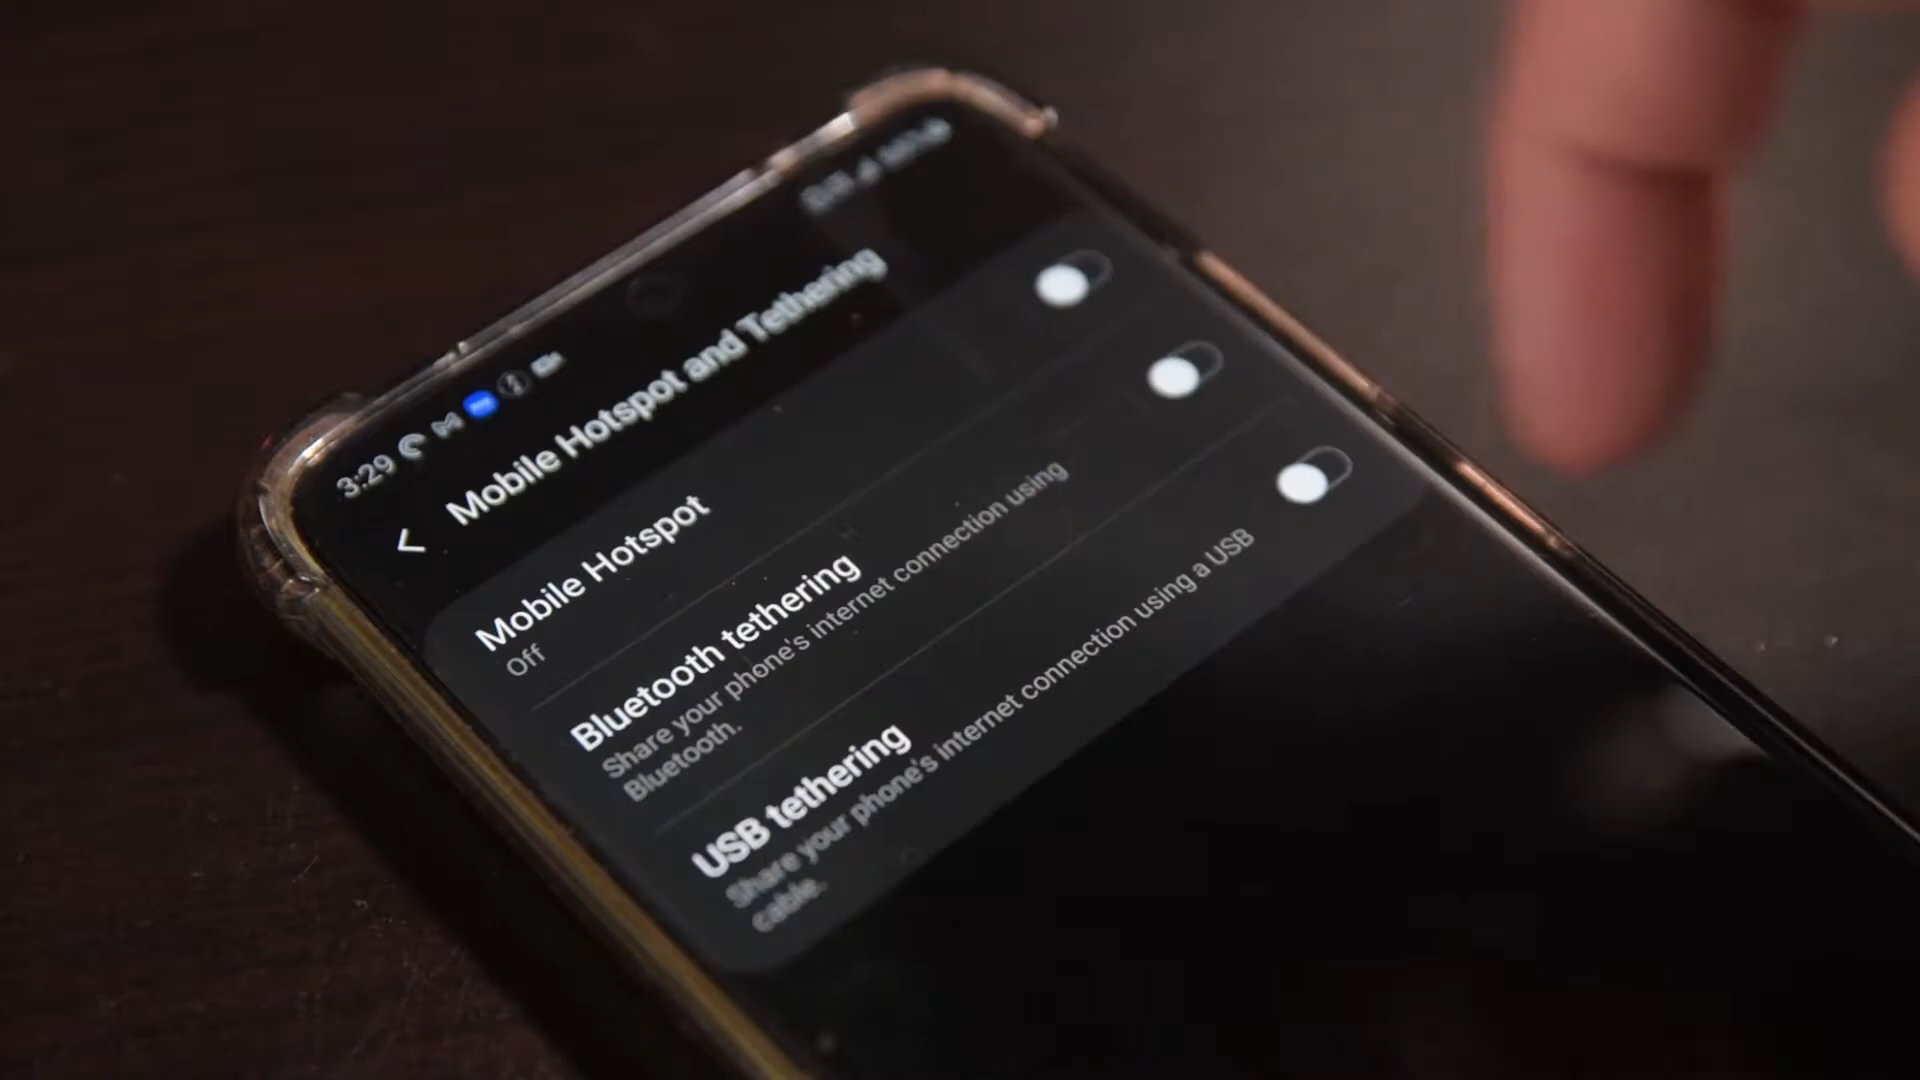 3:29
Mobile Hotspot and Tethering
Mobile Hotspot
Off
Bluetooth tethering
Share your phone's internet connection using
Bluetooth.
USB tethering
Share your phone's internet connection using a USB
cable.